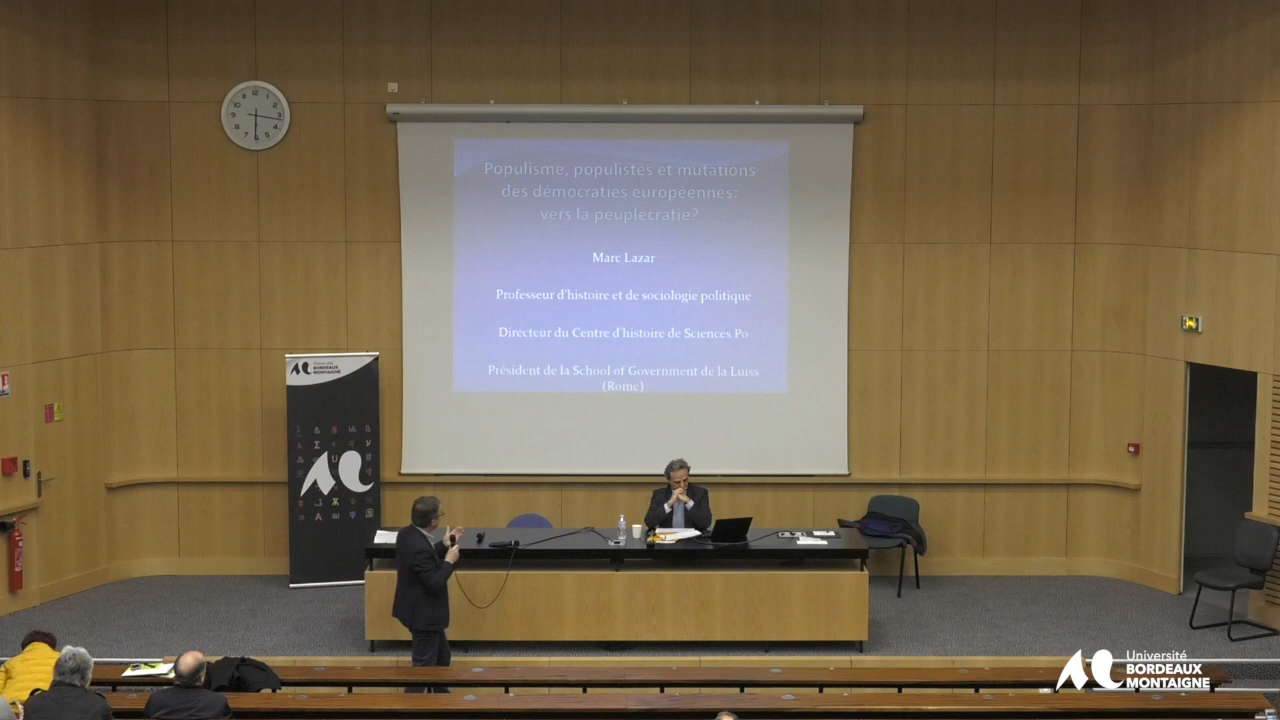 Populisme, populistes et mutations
des démocraties européennes:
vers la peuplecratie?
Marc Lazar
Professeur d'histoire et de sociologie politique
Directeur du Centre d'histoire de Sciences Po
Président de la School of Government de la Luiss
(Rome)
Université
BORDEAUX
MONTAIGNE
Université
BORDEAUX
MONTAIGNE